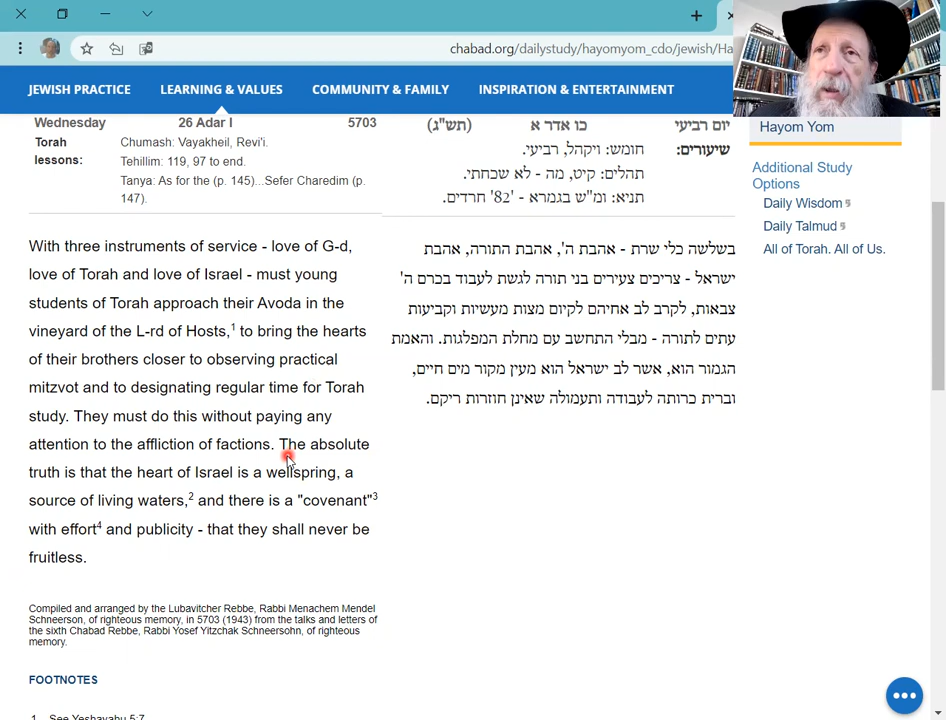 chabad.org/dailystudy/hayomyom_cdo/jewish/Ha
JEWISH PRACTICE
LEARNING & VALUES
COMMUNITY & FAMILY
INSPIRATION & ENTERTAINMENT
Wednesday 26 Adar I 5703
Torah lessons:
Chumash: Vayakheil, Revi'i.
Tehillim: 119, 97 to end.
Tanya: As for the (p. 145)...Sefer Charedim (p.
147).
With three instruments of service - love of G-d,
love of Torah and love of Israel - must young
students of Torah approach their Avoda in the
vineyard of the L-rd of Hosts,1 to bring the hearts
of their brothers closer to observing practical
mitzvot and to designating regular time for Torah
study. They must do this without paying any
attention to the affliction of factions. The absolute
truth is that the heart of Israel is a wellspring, a
source of living waters,2 and there is a "covenant"3
with effort4 and publicity - that they shall never be
fruitless.
Compiled and arranged by the Lubavitcher Rebbe, Rabbi Menachem Mendel
Schneerson, of righteous memory, in 5703 (1943) from the talks and letters of
the sixth Chabad Rebbe, Rabbi Yosef Yitzchak Schneersohn, of righteous
memory.
FOOTNOTES
1. See Yeshayahu 5:7
יום רביעי כו אדר א (תש"ג)
שיעורים:
חומש: ויקהל, רביעי.
תהלים: קיט, מה - לא שכחתי.
תניא: ומ"ש בגמרא - '82 חרדים.
בשלשה כלי שרת - אהבת ה', אהבת התורה, אהבת
ישראל - צריכים צעירים בני תורה לגשת לעבוד בכרם ה'
צבאות, לקרב לב אחיהם לקיום מצות מעשיות וקביעות
עתים לתורה - מבלי התחשב עם מחלת המפלגות. והאמת
הגמור הוא, אשר לב ישראל הוא מעין מקור מים חיים,
וברית כרותה לעבודה ותעמולה שאינן חוזרות ריקם.
Hayom Yom
Additional Study
Options
Daily Wisdom
Daily Talmud
All of Torah. All of Us.